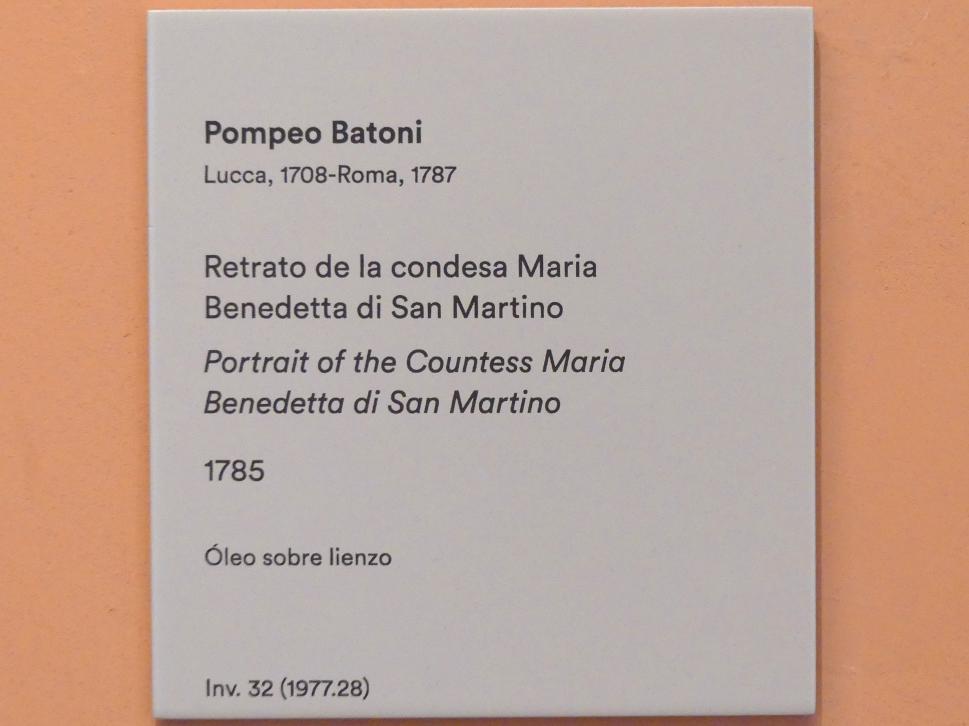 Pompeo Batoni
Lucca, 1708-Roma, 1787
Retrato de la condesa Maria
Benedetta di San Martino
Portrait of the Countess Maria
Benedetta di San Martino
1785
Óleo sobre lienzo
Inv. 32 (1977.28)